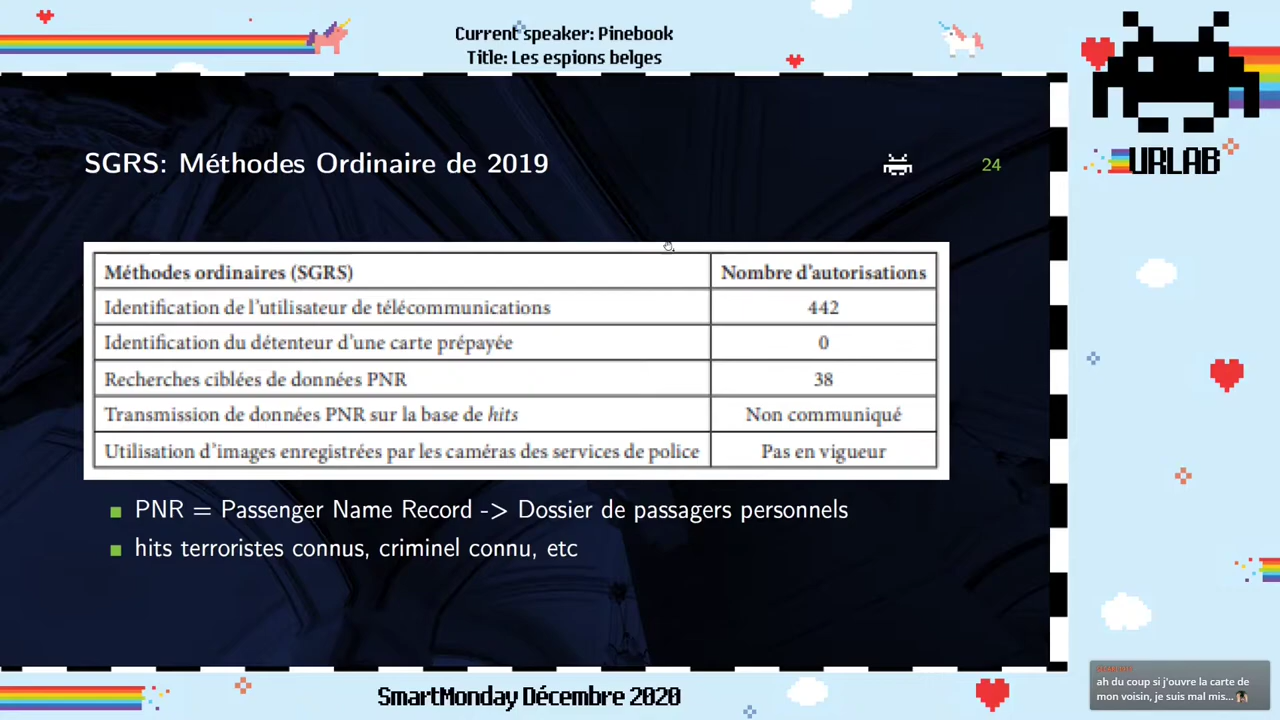 Current speaker: Pinebook
Title: Les espions belges
URLAB
SGRS: Méthodes Ordinaire de 2019
24
Méthodes ordinaires (SGRS) Nombre d'autorisations
Identification de l'utilisateur de télécommunications 442
Identification du détenteur d'une carte prépayée 0
Recherches ciblées de données PNR 38
Transmission de données PNR sur la base de hits Non communiqué
Utilisation d'images enregistrées par les caméras des services de police Pas en vigueur
PNR = Passenger Name Record -> Dossier de passagers personnels
hits terroristes connus, criminel connu, etc
ah du coup si j'ouvre la carte de
mon voisin, je suis mal mis...
SmartMonday Décembre 2020